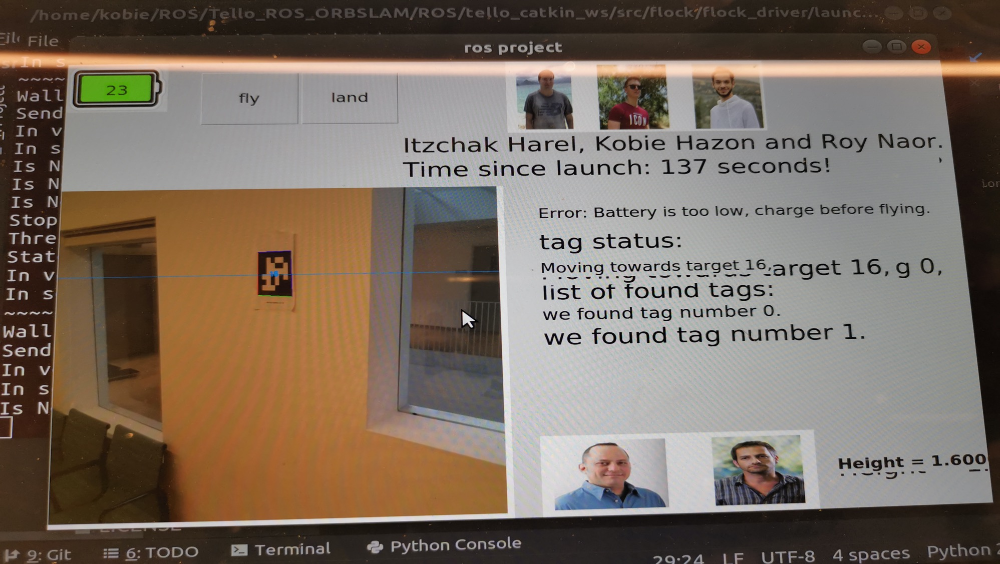 /home/kobie/ROS/Tello_ROS_ORBSLAM/ROS/tello_catkin_ws/src/flock/flock_driver/launc...
File
ros project
In s
~~~~
Wall
Send
In v
In s
Is N
Is N
Is N
Stop
Thre
Stat
In v
In s
~~~~
Wall
Send
In v
In s
Is N
23
fly
land
ICON
Itzchak Harel, Kobie Hazon and Roy Naor.
Time since launch: 137 seconds!
Error: Battery is too low, charge before flying.
tag status:
Moving towards target 16,arget 16, g 0,
list of found tags:
we found tag number 0.
we found tag number 1.
Height = 1.600
LICENSE
9: Git
6: TODO
Terminal
Python Console
29:24
LF
UTF-8
4 spaces
Python